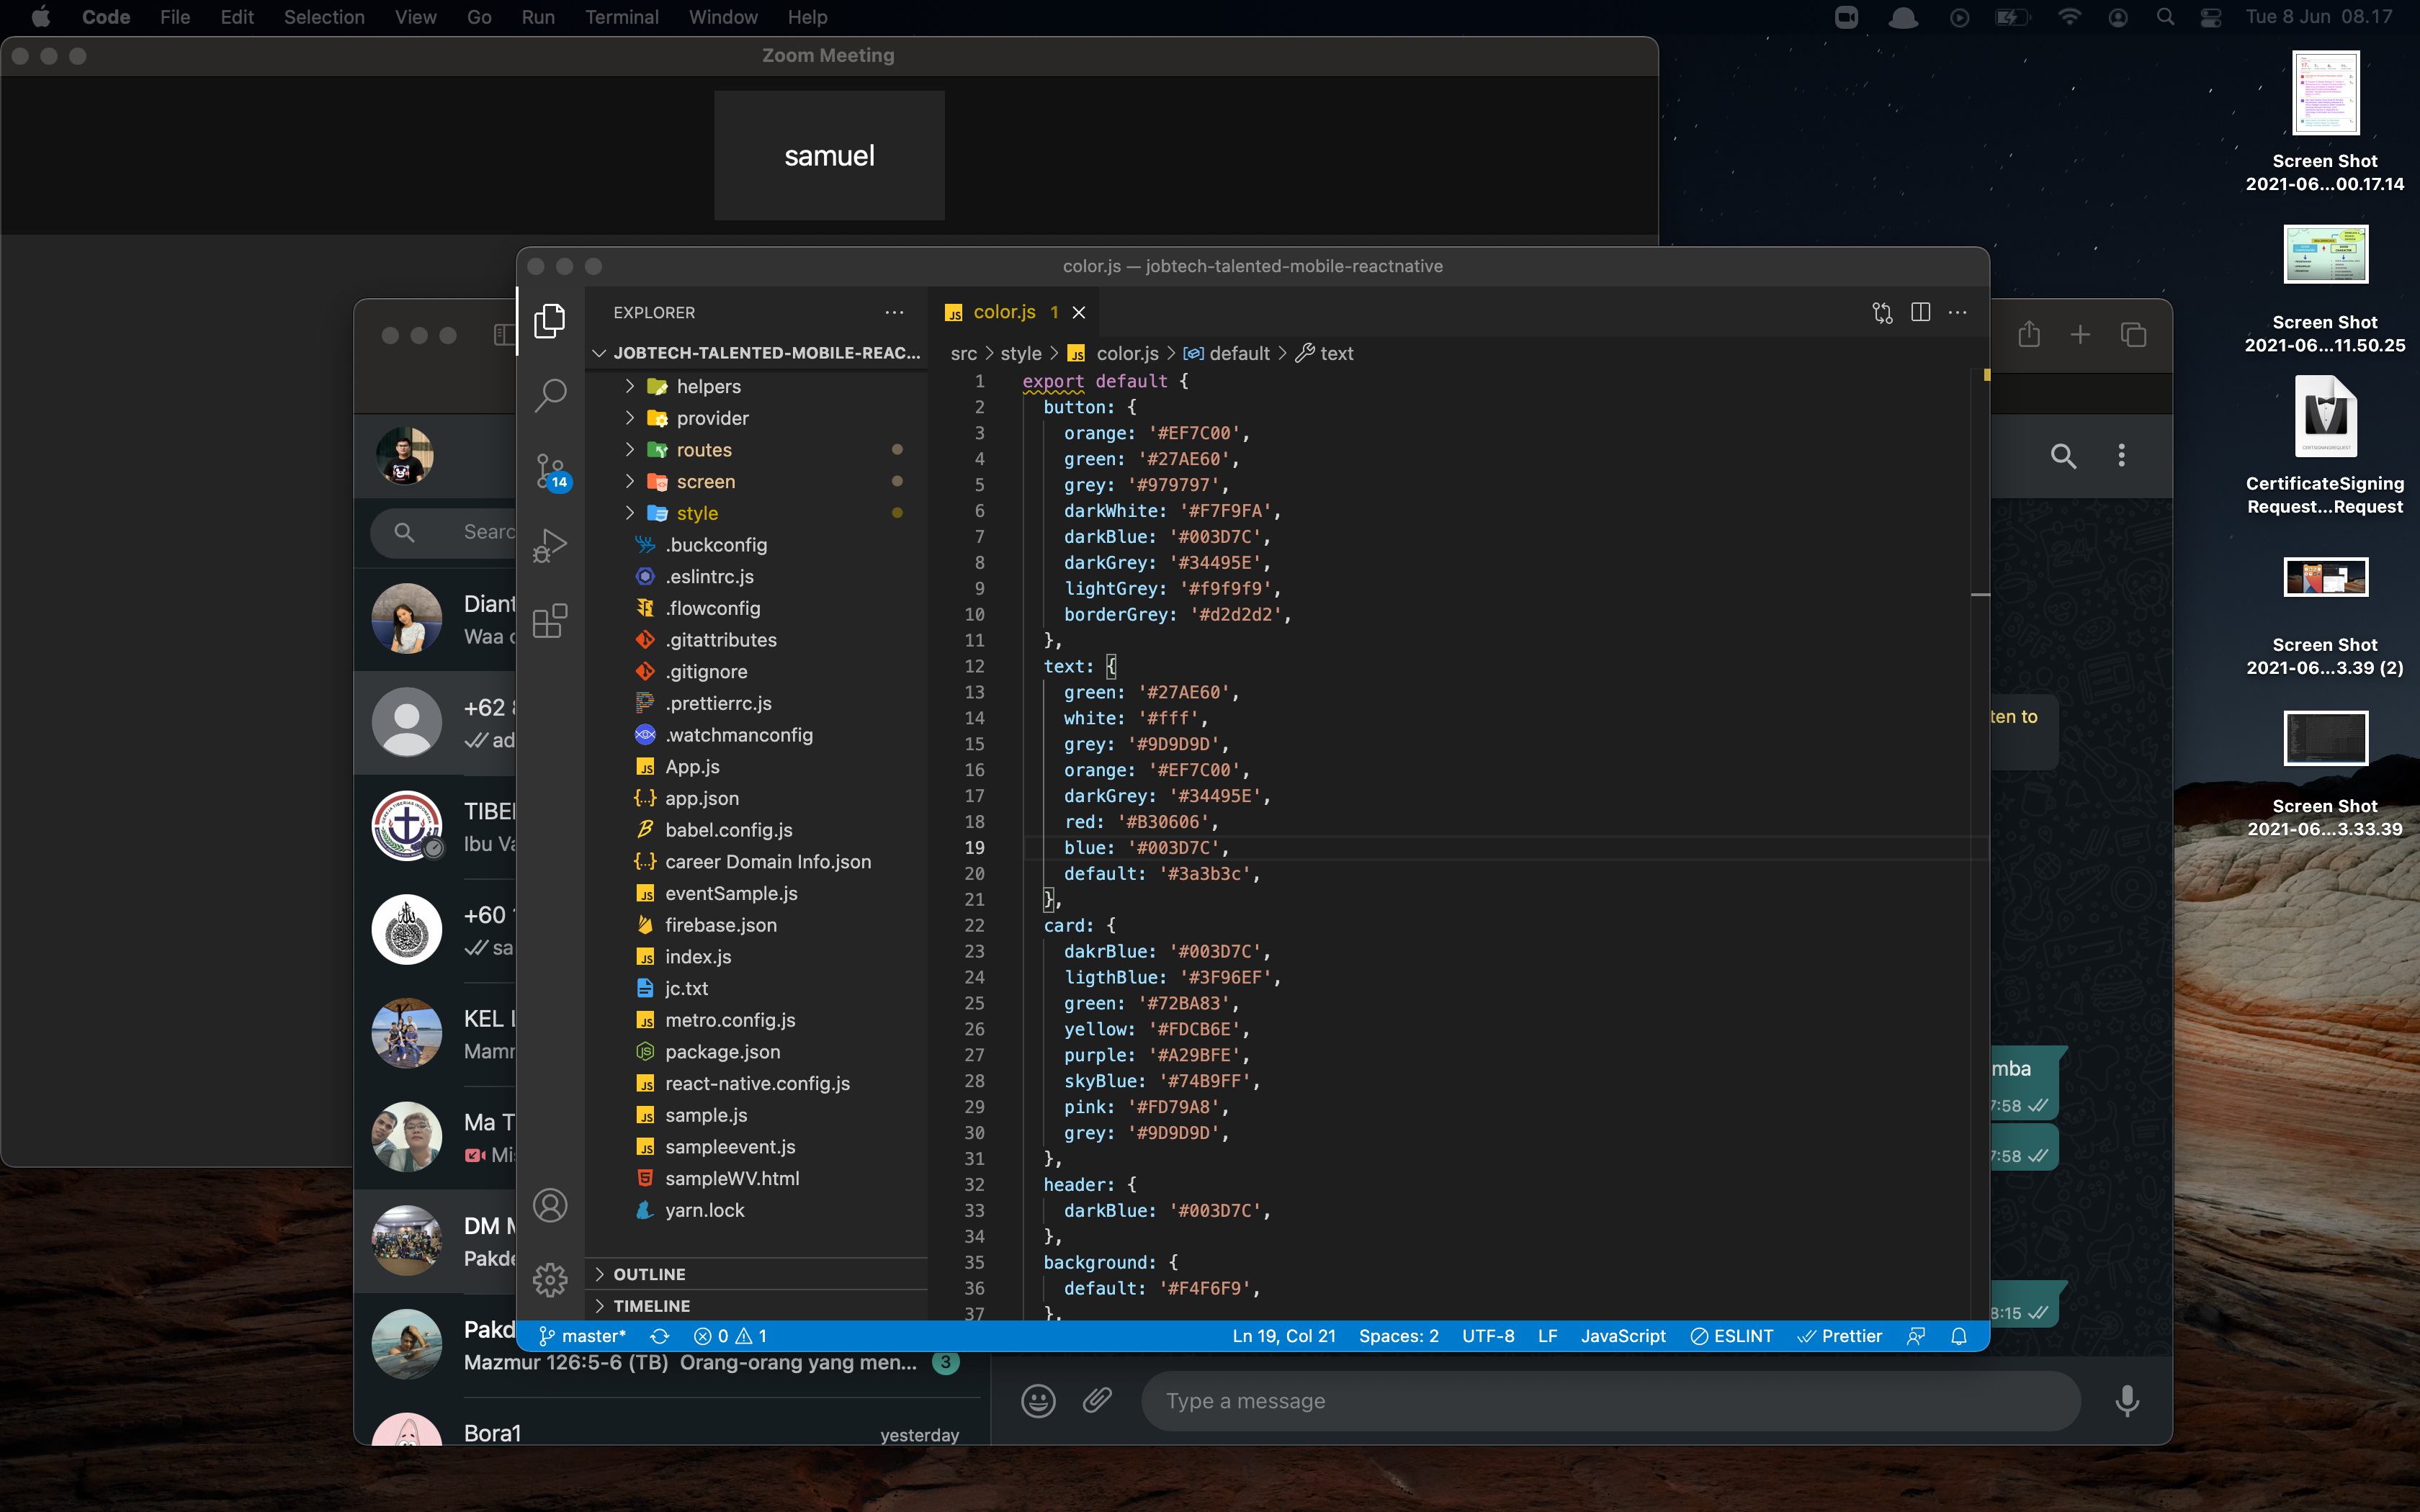 Code File Edit Selection View Go Run Terminal Window Help
Tue 8 Jun 08.17
Zoom Meeting
samuel
color.js — jobtech-talented-mobile-reactnative
EXPLORER
JOBTECH-TALENTED-MOBILE-REAC...
helpers
provider
routes
screen
style
.buckconfig
.eslintrc.js
.flowconfig
.gitattributes
.gitignore
.prettierrc.js
.watchmanconfig
App.js
app.json
babel.config.js
career Domain Info.json
eventSample.js
firebase.json
index.js
jc.txt
metro.config.js
package.json
react-native.config.js
sample.js
sampleevent.js
sampleWV.html
yarn.lock
OUTLINE
TIMELINE
14
color.js 1
src > style > color.js > default > text
1 export default {
2 button: {
3 orange: '#EF7C00',
4 green: '#27AE60',
5 grey: '#979797',
6 darkWhite: '#F7F9FA',
7 darkBlue: '#003D7C',
8 darkGrey: '#34495E',
9 lightGrey: '#f9f9f9',
10 borderGrey: '#d2d2d2',
11 },
12 text: {
13 green: '#27AE60',
14 white: '#fff',
15 grey: '#9D9D9D',
16 orange: '#EF7C00',
17 darkGrey: '#34495E',
18 red: '#B30606',
19 blue: '#003D7C',
20 default: '#3a3b3c',
21 },
22 card: {
23 dakrBlue: '#003D7C',
24 ligthBlue: '#3F96EF',
25 green: '#72BA83',
26 yellow: '#FDCB6E',
27 purple: '#A29BFE',
28 skyBlue: '#74B9FF',
29 pink: '#FD79A8',
30 grey: '#9D9D9D',
31 },
32 header: {
33 darkBlue: '#003D7C',
34 },
35 background: {
36 default: '#F4F6F9',
37 },
master* 0 1
Ln 19, Col 21 Spaces: 2 UTF-8 LF JavaScript ESLINT Prettier
Searc
Diant
Waa
+62
ad
TIBE
Ibu Va
+60
sa
KEL
Mamr
Ma T
Mis
DM
Pakde
Pakd
Mazmur 126:5-6 (TB) Orang-orang yang men... 3
Bora1
yesterday
ten to
mba
7:58
7:58
8:15
Type a message
Screen Shot
2021-06...00.17.14
Screen Shot
2021-06...11.50.25
CertificateSigning
Request...Request
Screen Shot
2021-06...3.39 (2)
Screen Shot
2021-06...3.33.39